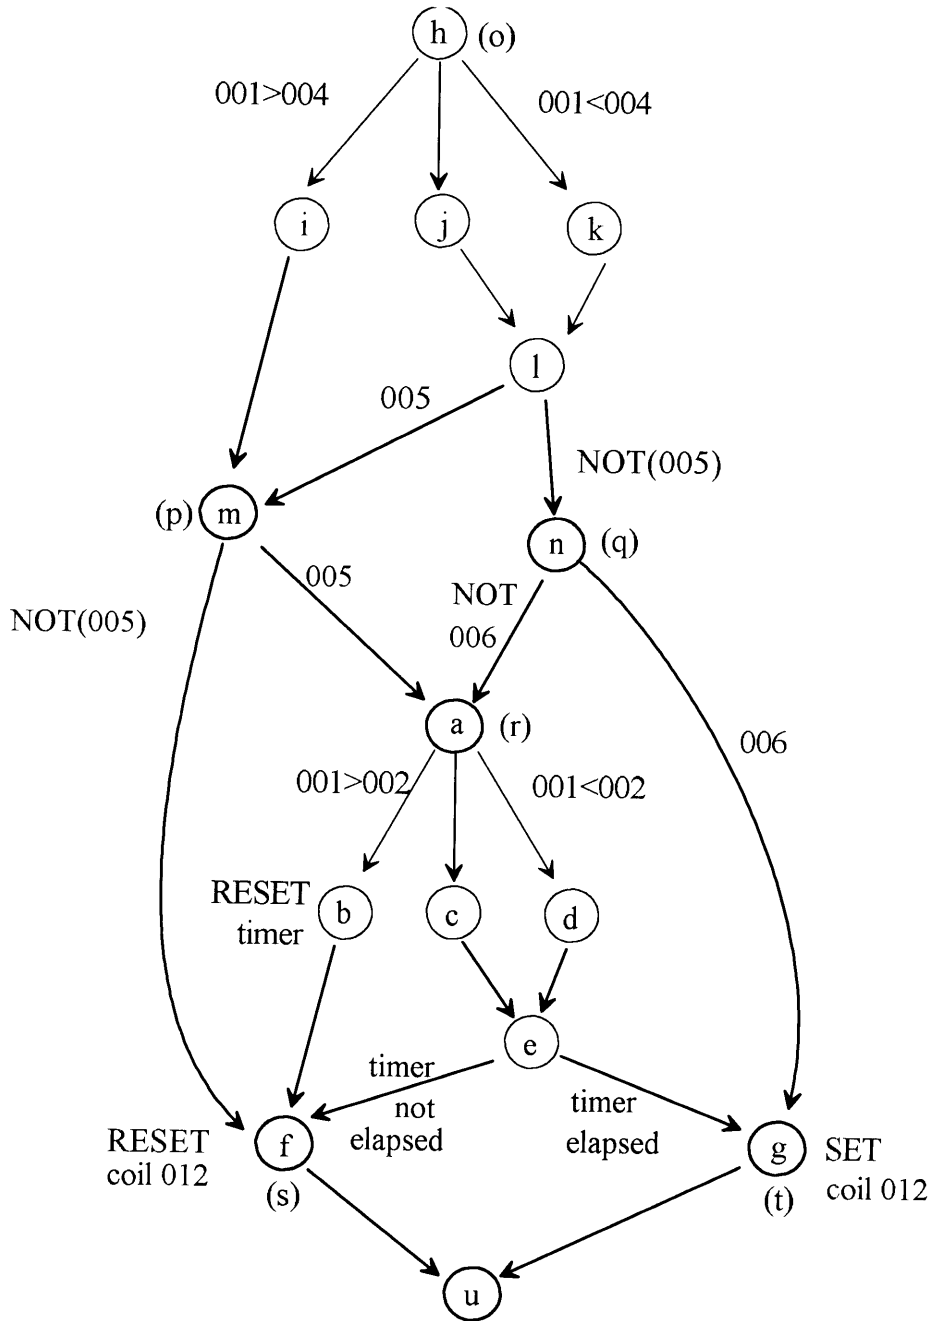 h (o)
001>004
001<004
i
j
k
l
005
NOT(005)
(p) m
n (q)
005
NOT
006
NOT(005)
a (r)
006
001>002
001<002
RESET
timer
b
c
d
e
timer
not
elapsed
timer
elapsed
RESET
coil 012
f
(s)
g
(t)
SET
coil 012
u